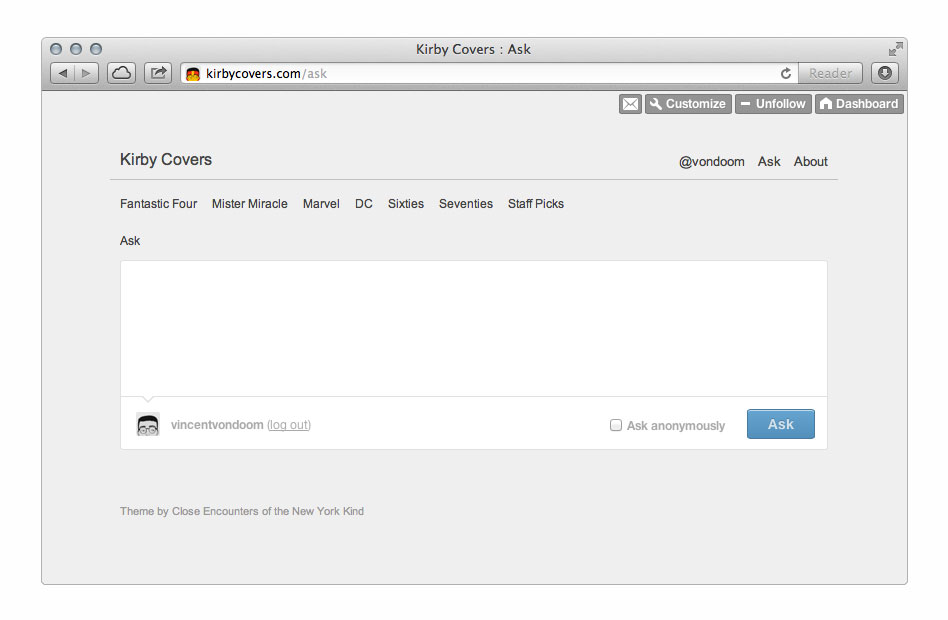 Kirby Covers : Ask
kirbycovers.com/ask
Reader
Customize
Unfollow
Dashboard
Kirby Covers
@vondoom Ask About
Fantastic Four Mister Miracle Marvel DC Sixties Seventies Staff Picks
Ask
vincentvondoom (log out)
Ask anonymously
Ask
Theme by Close Encounters of the New York Kind